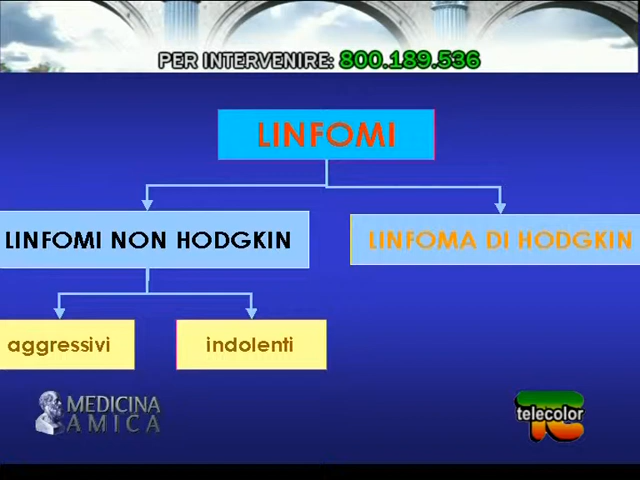 PER INTERVENIRE: 800.189.536
LINFOMI
LINFOMI NON HODGKIN
LINFOMA DI HODGKIN
aggressivi
indolenti
MEDICINA
AMICA
telecolor